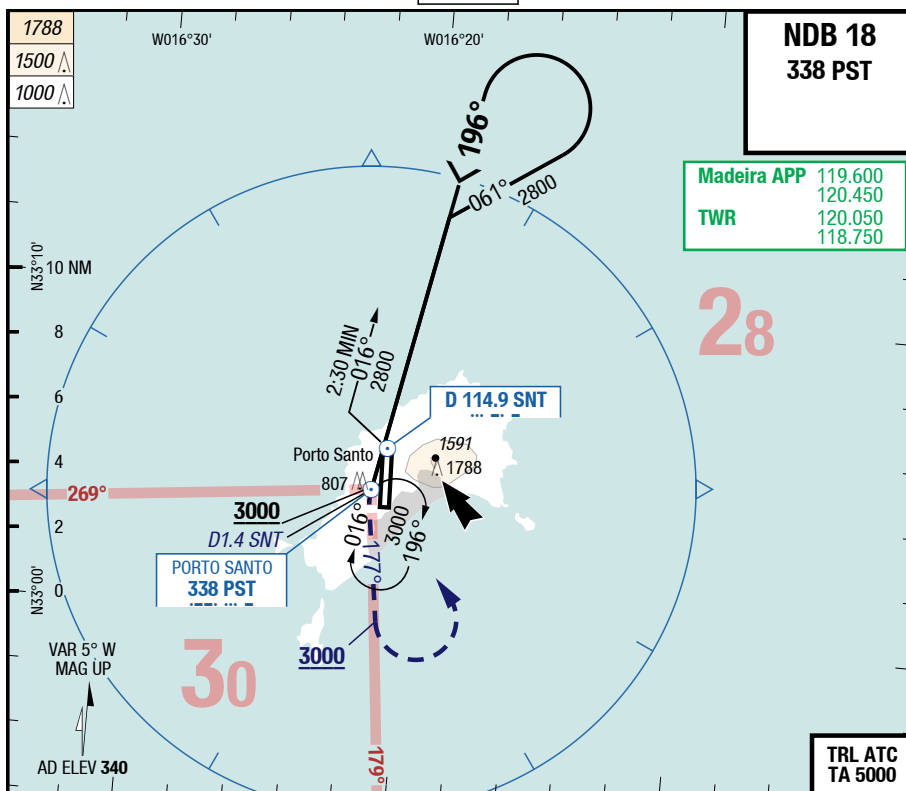 1788
1500
1000
W016°30'
W016°20'
NDB 18
338 PST
Madeira APP 119.600
120.450
TWR 120.050
118.750
196°
061° 2800
N33°10'
10 NM
8
6
4
2
0
N33°00'
28
2:30 MIN
016°
2800
D 114.9 SNT
Porto Santo
1591
1788
807
269°
3000
D1.4 SNT
016°
3000
196°
177°
PORTO SANTO
338 PST
3000
30
VAR 5° W
MAG UP
AD ELEV 340
179°
TRL ATC
TA 5000